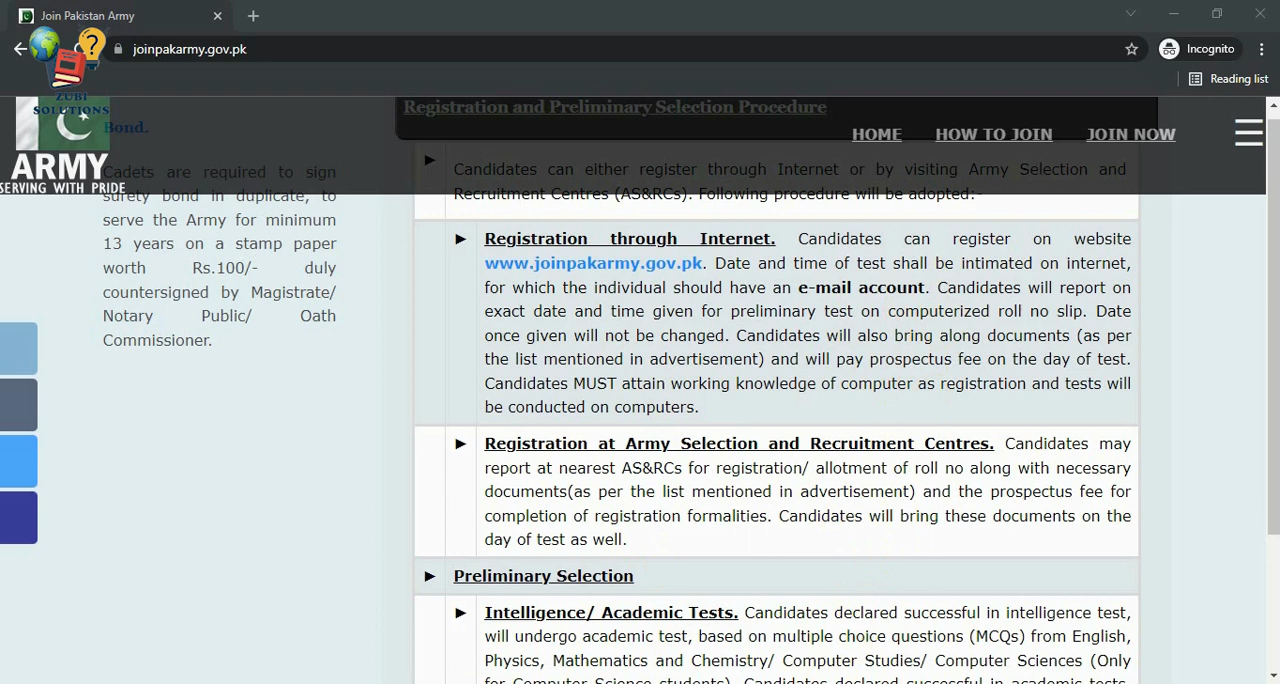 Join Pakistan Army
joinpakarmy.gov.pk
Incognito
Reading list
?
ZUBI
SOLUTIONS
ARMY
SERVING WITH PRIDE
HOME
HOW TO JOIN
JOIN NOW
Bond.
Cadets are required to sign
surety bond in duplicate, to
serve the Army for minimum
13 years on a stamp paper
worth Rs.100/- duly
countersigned by Magistrate/
Notary Public/ Oath
Commissioner.
Registration and Preliminary Selection Procedure
► Candidates can either register through Internet or by visiting Army Selection and
Recruitment Centres (AS&RCs). Following procedure will be adopted:-
► Registration through Internet. Candidates can register on website
www.joinpakarmy.gov.pk. Date and time of test shall be intimated on internet,
for which the individual should have an e-mail account. Candidates will report on
exact date and time given for preliminary test on computerized roll no slip. Date
once given will not be changed. Candidates will also bring along documents (as per
the list mentioned in advertisement) and will pay prospectus fee on the day of test.
Candidates MUST attain working knowledge of computer as registration and tests will
be conducted on computers.
► Registration at Army Selection and Recruitment Centres. Candidates may
report at nearest AS&RCs for registration/ allotment of roll no along with necessary
documents(as per the list mentioned in advertisement) and the prospectus fee for
completion of registration formalities. Candidates will bring these documents on the
day of test as well.
► Preliminary Selection
► Intelligence/ Academic Tests. Candidates declared successful in intelligence test,
will undergo academic test, based on multiple choice questions (MCQs) from English,
Physics, Mathematics and Chemistry/ Computer Studies/ Computer Sciences (Only
for Computer Science students). Candidates declared successful in academic tests,